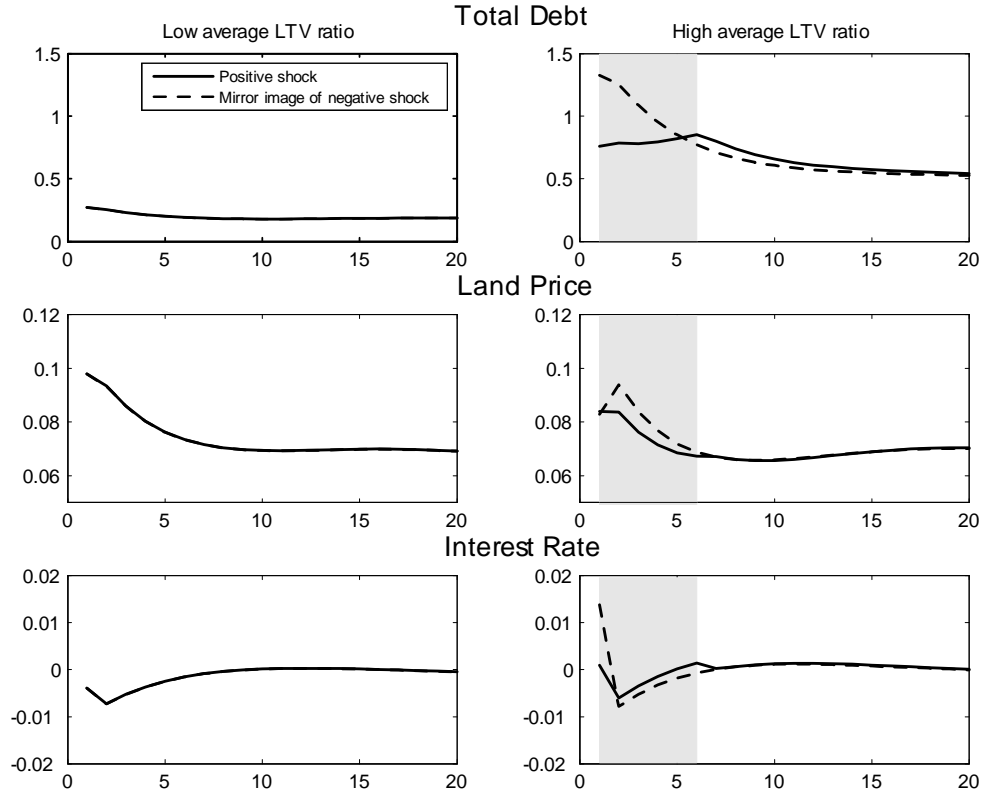 Total Debt
Low average LTV ratio
High average LTV ratio
1.5
1
0.5
0
Positive shock
Mirror image of negative shock
0 5 10 15 20
1.5
1
0.5
0
0 5 10 15 20
Land Price
0.12
0.1
0.08
0.06
0 5 10 15 20
0.12
0.1
0.08
0.06
0 5 10 15 20
Interest Rate
0.02
0.01
0
-0.01
-0.02
0 5 10 15 20
0.02
0.01
0
-0.01
-0.02
0 5 10 15 20